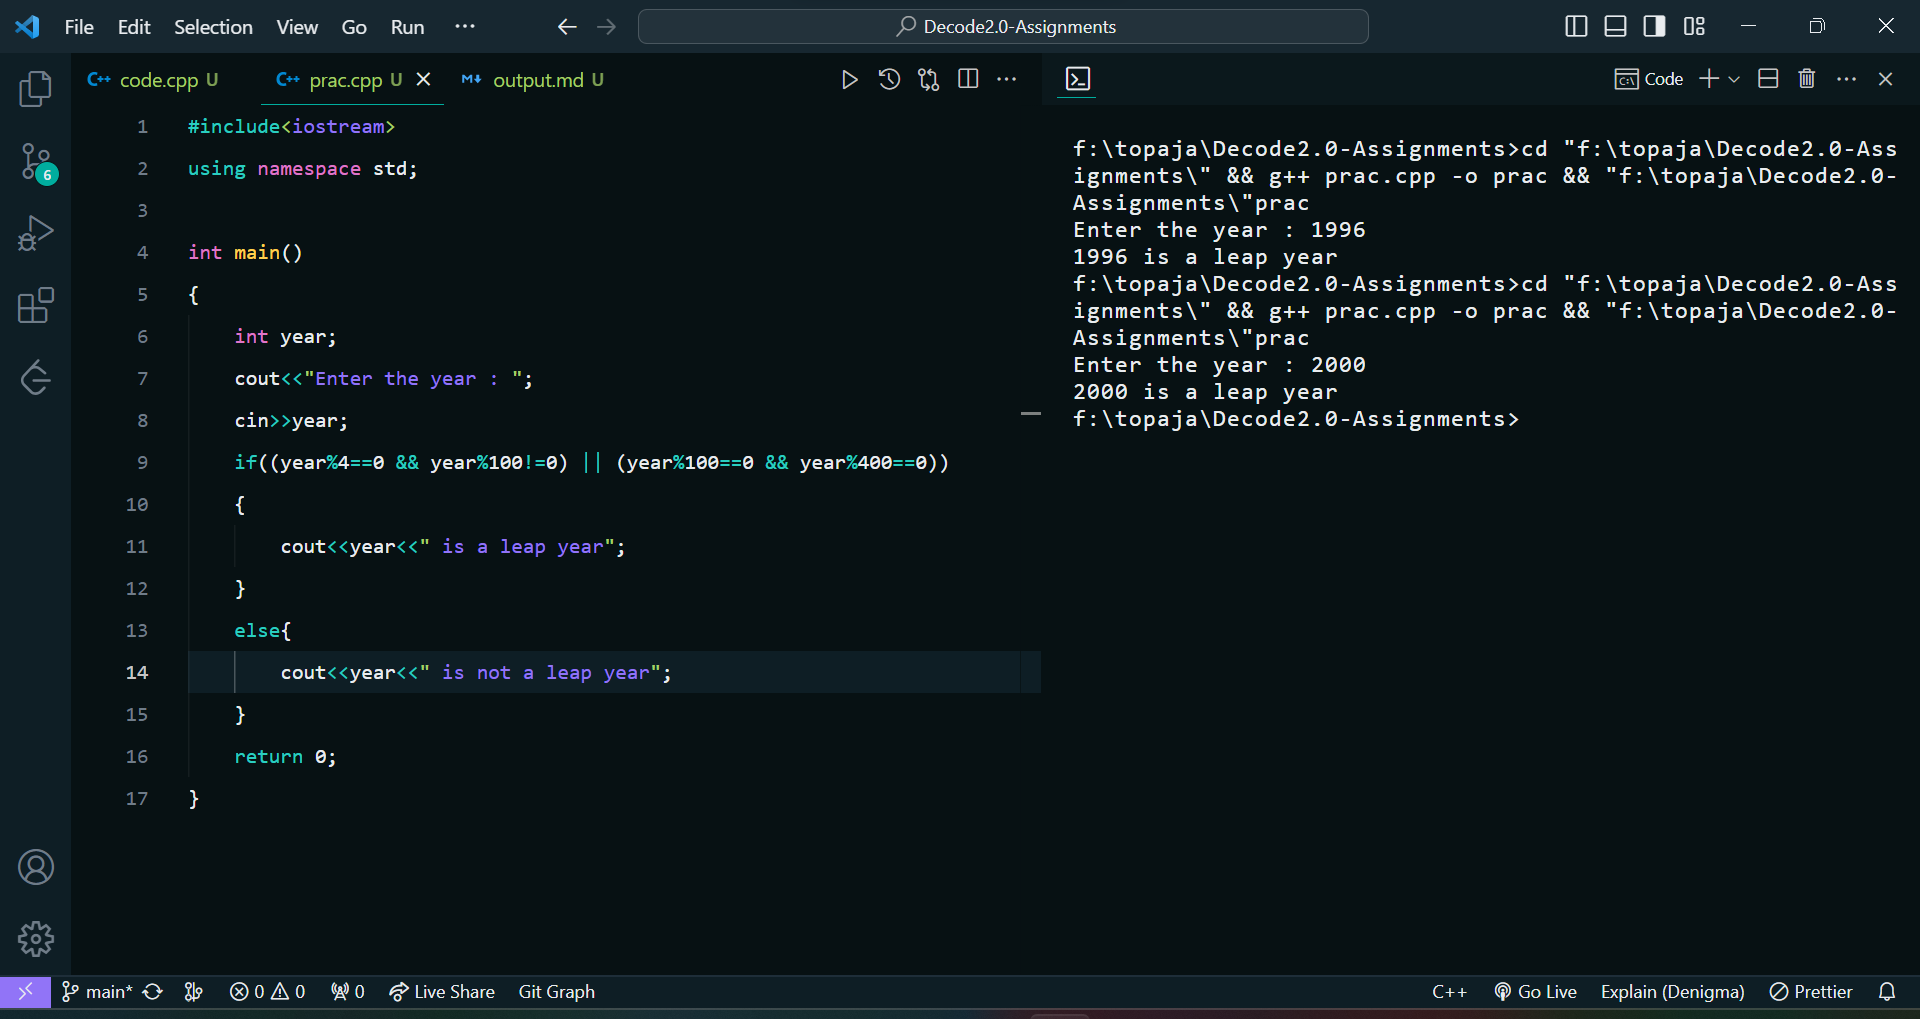 File Edit Selection View Go Run ···
Decode2.0-Assignments
code.cpp U prac.cpp U output.md U
Code
1 #include<iostream>
2 using namespace std;
3
4 int main()
5 {
6 int year;
7 cout<<"Enter the year : ";
8 cin>>year;
9 if((year%4==0 && year%100!=0) || (year%100==0 && year%400==0))
10 {
11 cout<<year<<" is a leap year";
12 }
13 else{
14 cout<<year<<" is not a leap year";
15 }
16 return 0;
17 }
f:\topaja\Decode2.0-Assignments>cd "f:\topaja\Decode2.0-Ass
ignments\" && g++ prac.cpp -o prac && "f:\topaja\Decode2.0-
Assignments\"prac
Enter the year : 1996
1996 is a leap year
f:\topaja\Decode2.0-Assignments>cd "f:\topaja\Decode2.0-Ass
ignments\" && g++ prac.cpp -o prac && "f:\topaja\Decode2.0-
Assignments\"prac
Enter the year : 2000
2000 is a leap year
f:\topaja\Decode2.0-Assignments>
6
main* 0 0 0 Live Share Git Graph
C++ Go Live Explain (Denigma) Prettier